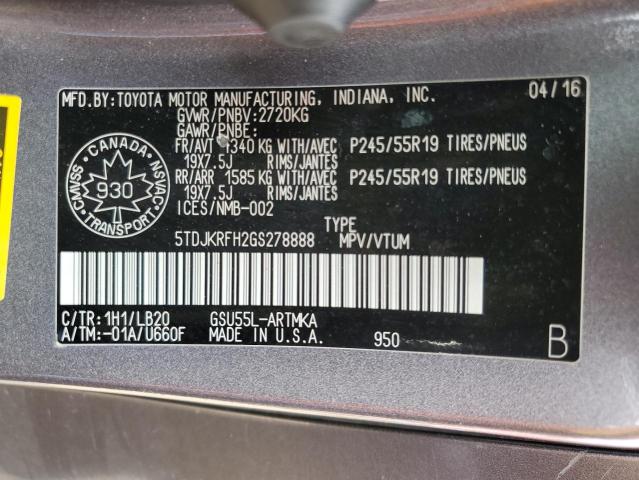 MFD.BY:TOYOTA MOTOR MANUFACTURING, INDIANA, INC. 04/16
GVWR/PNBV:2720KG
GAWR/PNBE:
FR/AVT 1340 KG WITH/AVEC P245/55R19 TIRES/PNEUS
19X7.5J RIMS/JANTES
RR/ARR 1585 KG WITH/AVEC P245/55R19 TIRES/PNEUS
19X7.5J RIMS/JANTES
ICES/NMB-002
CANADA
CMVSS 930 NSVAC
TRANSPORT
TYPE
5TDJKRFH2GS278888 MPV/VTUM
C/TR: 1H1/LB20 GSU55L-ARTMKA
A/TM:-01A/U660F MADE IN U.S.A. 950 B